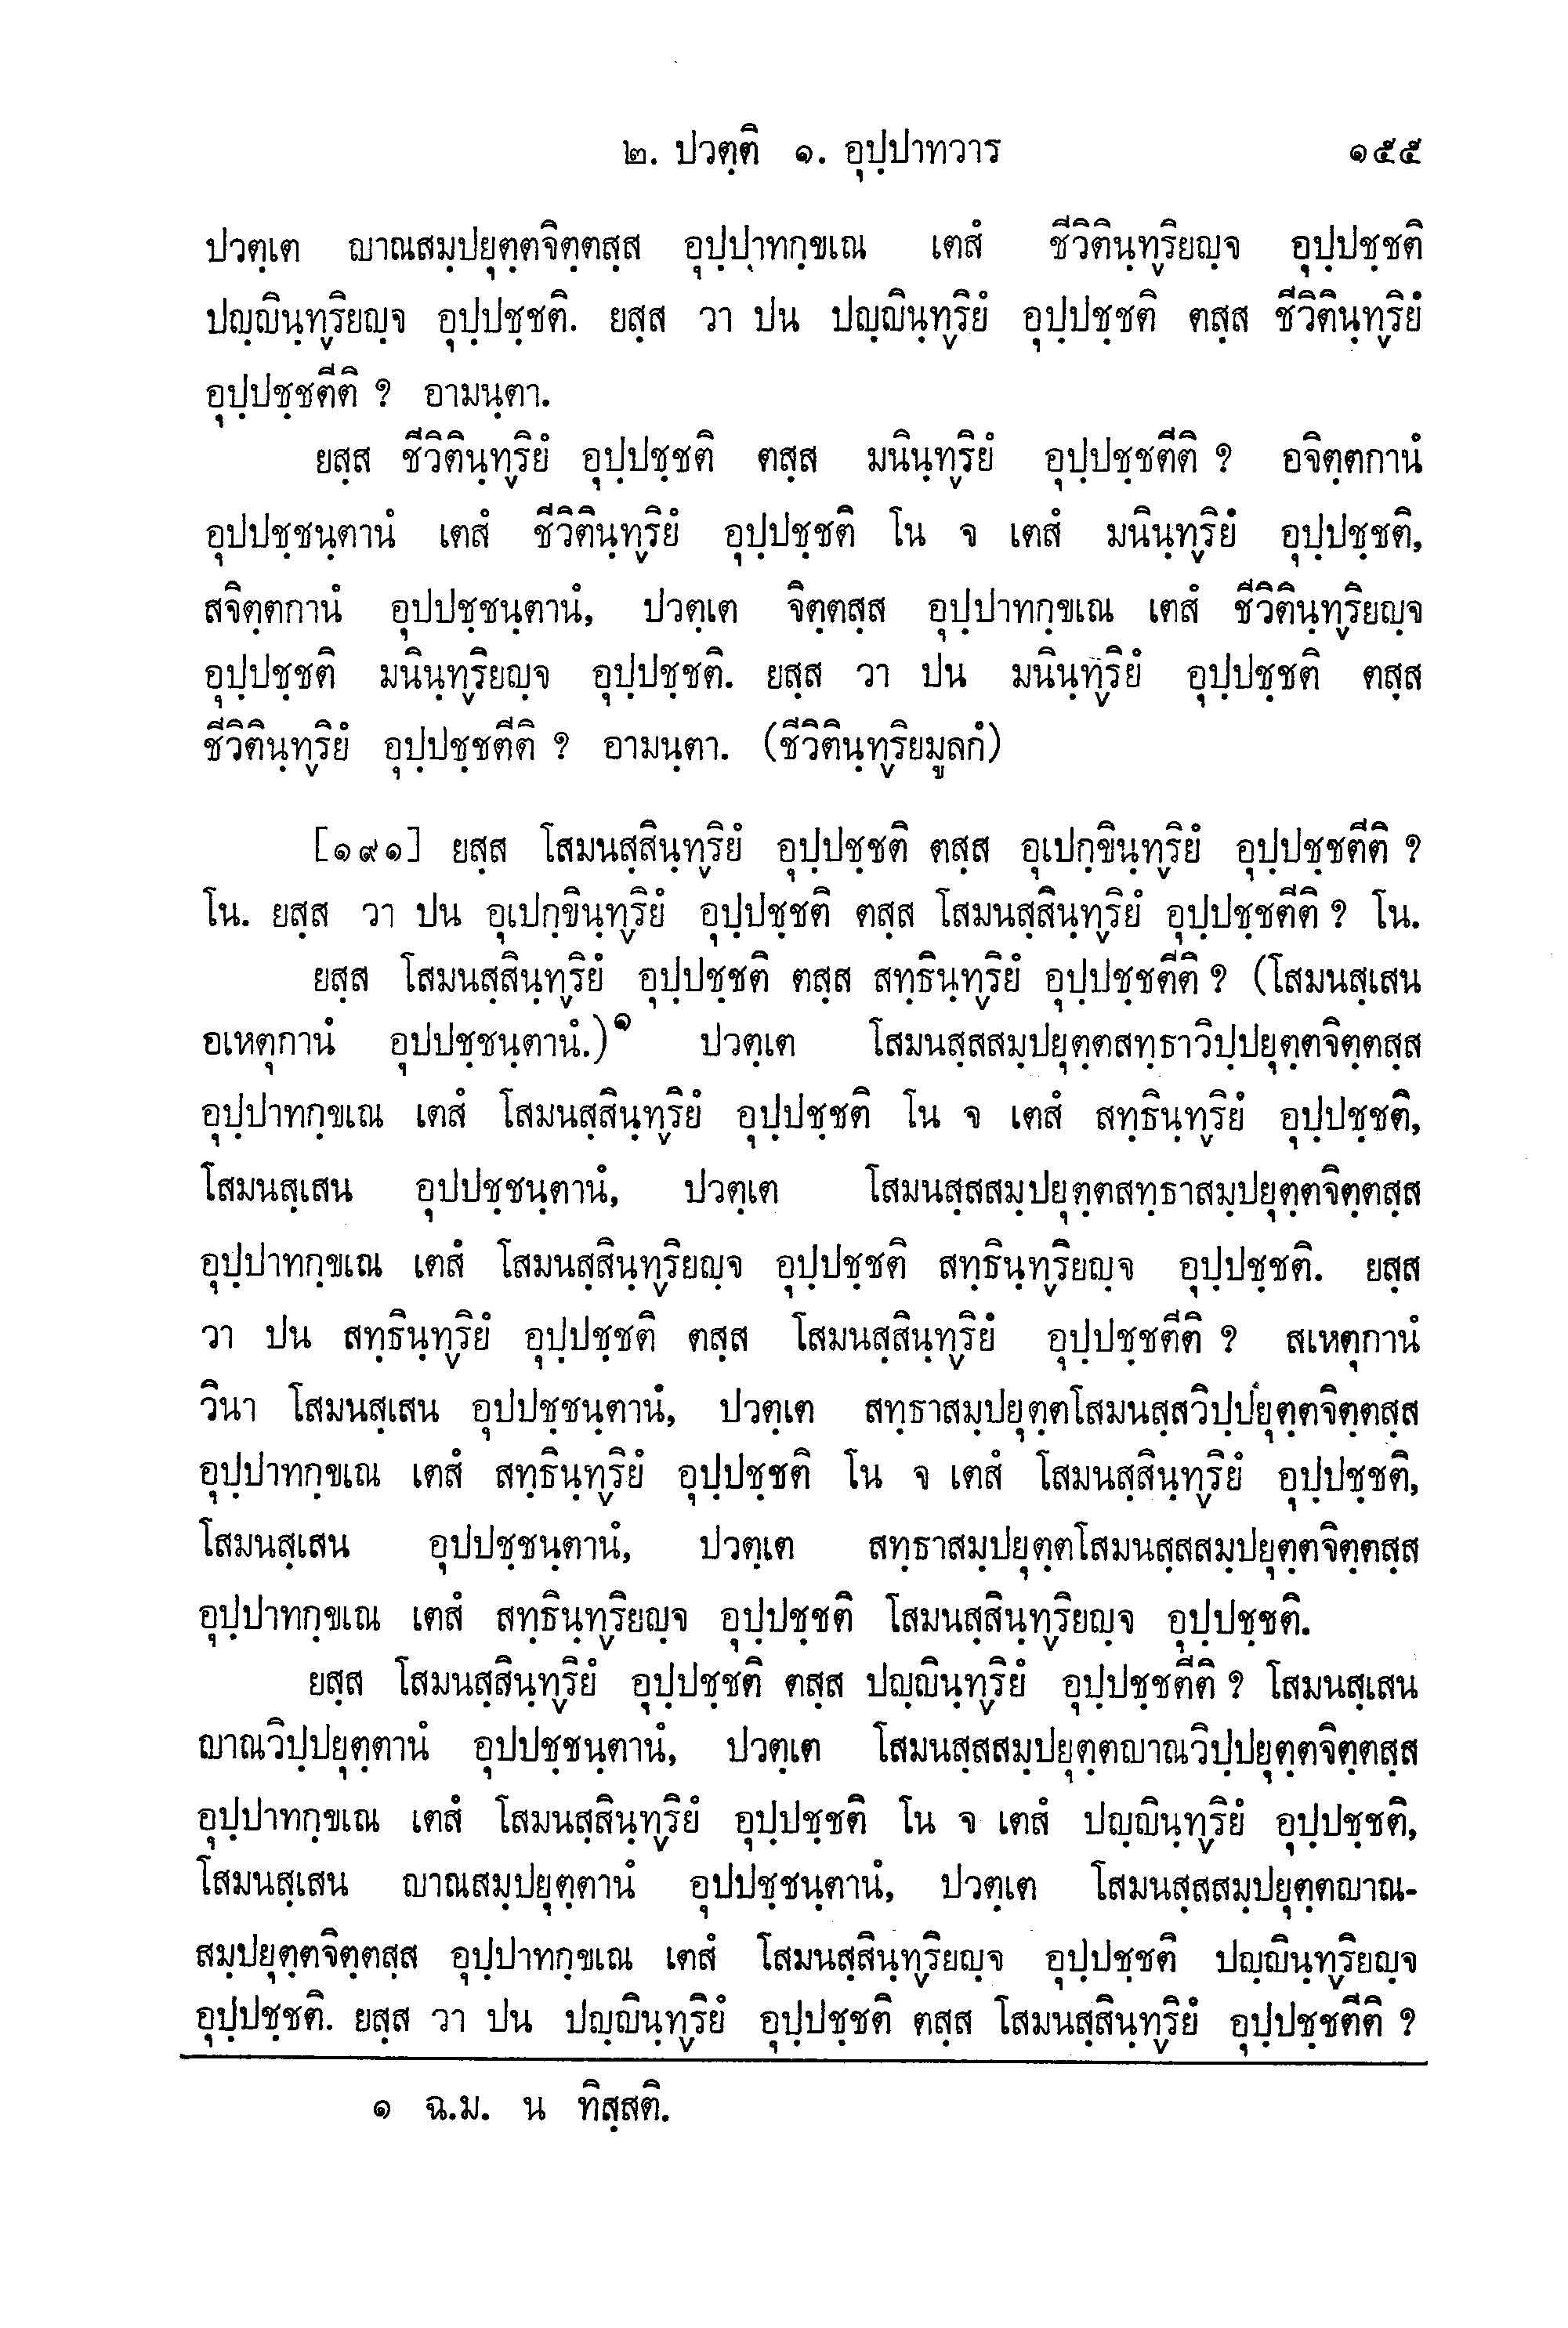 ๒. ปวตฺติ ๑. อุปฺปาทวาร ๑๕๕
ปวตฺเต ญาณสมฺปยุตฺตจิตฺตสฺส อุปฺปาทกฺขเณ เตสํ ชีวิตินฺทฺริยญฺจ อุปฺปชฺชติ
ปญฺญินฺทฺริยญฺจ อุปฺปชฺชติ. ยสฺส วา ปน ปญฺญินฺทฺริยํ อุปฺปชฺชติ ตสฺส ชีวิตินฺทฺริยํ
อุปฺปชฺชตีติ ? อามนฺตา.
ยสฺส ชีวิตินฺทฺริยํ อุปฺปชฺชติ ตสฺส มนินฺทฺริยํ อุปฺปชฺชตีติ ? อจิตฺตกานํ
อุปปชฺชนฺตานํ เตสํ ชีวิตินฺทฺริยํ อุปฺปชฺชติ โน จ เตสํ มนินฺทฺริยํ อุปฺปชฺชติ,
สจิตฺตกานํ อุปปชฺชนฺตานํ, ปวตฺเต จิตฺตสฺส อุปฺปาทกฺขเณ เตสํ ชีวิตินฺทฺริยญฺจ
อุปฺปชฺชติ มนินฺทฺริยญฺจ อุปฺปชฺชติ. ยสฺส วา ปน มนินฺทฺริยํ อุปฺปชฺชติ ตสฺส
ชีวิตินฺทฺริยํ อุปฺปชฺชตีติ ? อามนฺตา. (ชีวิตินฺทฺริยมูลกํ)
[๑๙๑] ยสฺส โสมนสฺสินฺทฺริยํ อุปฺปชฺชติ ตสฺส อุเปกฺขินฺทฺริยํ อุปฺปชฺชตีติ ?
โน. ยสฺส วา ปน อุเปกฺขินฺทฺริยํ อุปฺปชฺชติ ตสฺส โสมนสฺสินฺทฺริยํ อุปฺปชฺชตีติ ? โน.
ยสฺส โสมนสฺสินฺทฺริยํ อุปฺปชฺชติ ตสฺส สทฺธินฺทฺริยํ อุปฺปชฺชตีติ ? (โสมนสฺเสน
อเหตุกานํ อุปปชฺชนฺตานํ.)๑ ปวตฺเต โสมนสฺสสมฺปยุตฺตสทฺธาวิปฺปยุตฺตจิตฺตสฺส
อุปฺปาทกฺขเณ เตสํ โสมนสฺสินฺทฺริยํ อุปฺปชฺชติ โน จ เตสํ สทฺธินฺทฺริยํ อุปฺปชฺชติ,
โสมนสฺเสน อุปปชฺชนฺตานํ, ปวตฺเต โสมนสฺสสมฺปยุตฺตสทฺธาสมฺปยุตฺตจิตฺตสฺส
อุปฺปาทกฺขเณ เตสํ โสมนสฺสินฺทฺริยญฺจ อุปฺปชฺชติ สทฺธินฺทฺริยญฺจ อุปฺปชฺชติ. ยสฺส
วา ปน สทฺธินฺทฺริยํ อุปฺปชฺชติ ตสฺส โสมนสฺสินฺทฺริยํ อุปฺปชฺชตีติ ? สเหตุกานํ
วินา โสมนสฺเสน อุปปชฺชนฺตานํ, ปวตฺเต สทฺธาสมฺปยุตฺตโสมนสฺสวิปฺปยุตฺตจิตฺตสฺส
อุปฺปาทกฺขเณ เตสํ สทฺธินฺทฺริยํ อุปฺปชฺชติ โน จ เตสํ โสมนสฺสินฺทฺริยํ อุปฺปชฺชติ,
โสมนสฺเสน อุปปชฺชนฺตานํ, ปวตฺเต สทฺธาสมฺปยุตฺตโสมนสฺสสมฺปยุตฺตจิตฺตสฺส
อุปฺปาทกฺขเณ เตสํ สทฺธินฺทฺริยญฺจ อุปฺปชฺชติ โสมนสฺสินฺทฺริยญฺจ อุปฺปชฺชติ.
ยสฺส โสมนสฺสินฺทฺริยํ อุปฺปชฺชติ ตสฺส ปญฺญินฺทฺริยํ อุปฺปชฺชตีติ ? โสมนสฺเสน
ญาณวิปฺปยุตฺตานํ อุปปชฺชนฺตานํ, ปวตฺเต โสมนสฺสสมฺปยุตฺตญาณวิปฺปยุตฺตจิตฺตสฺส
อุปฺปาทกฺขเณ เตสํ โสมนสฺสินฺทฺริยํ อุปฺปชฺชติ โน จ เตสํ ปญฺญินฺทฺริยํ อุปฺปชฺชติ,
โสมนสฺเสน ญาณสมฺปยุตฺตานํ อุปปชฺชนฺตานํ, ปวตฺเต โสมนสฺสสมฺปยุตฺตญาณ-
สมฺปยุตฺตจิตฺตสฺส อุปฺปาทกฺขเณ เตสํ โสมนสฺสินฺทฺริยญฺจ อุปฺปชฺชติ ปญฺญินฺทฺริยญฺจ
อุปฺปชฺชติ. ยสฺส วา ปน ปญฺญินฺทฺริยํ อุปฺปชฺชติ ตสฺส โสมนสฺสินฺทฺริยํ อุปฺปชฺชตีติ ?
๑ ฉ.ม. น ทิสฺสติ.